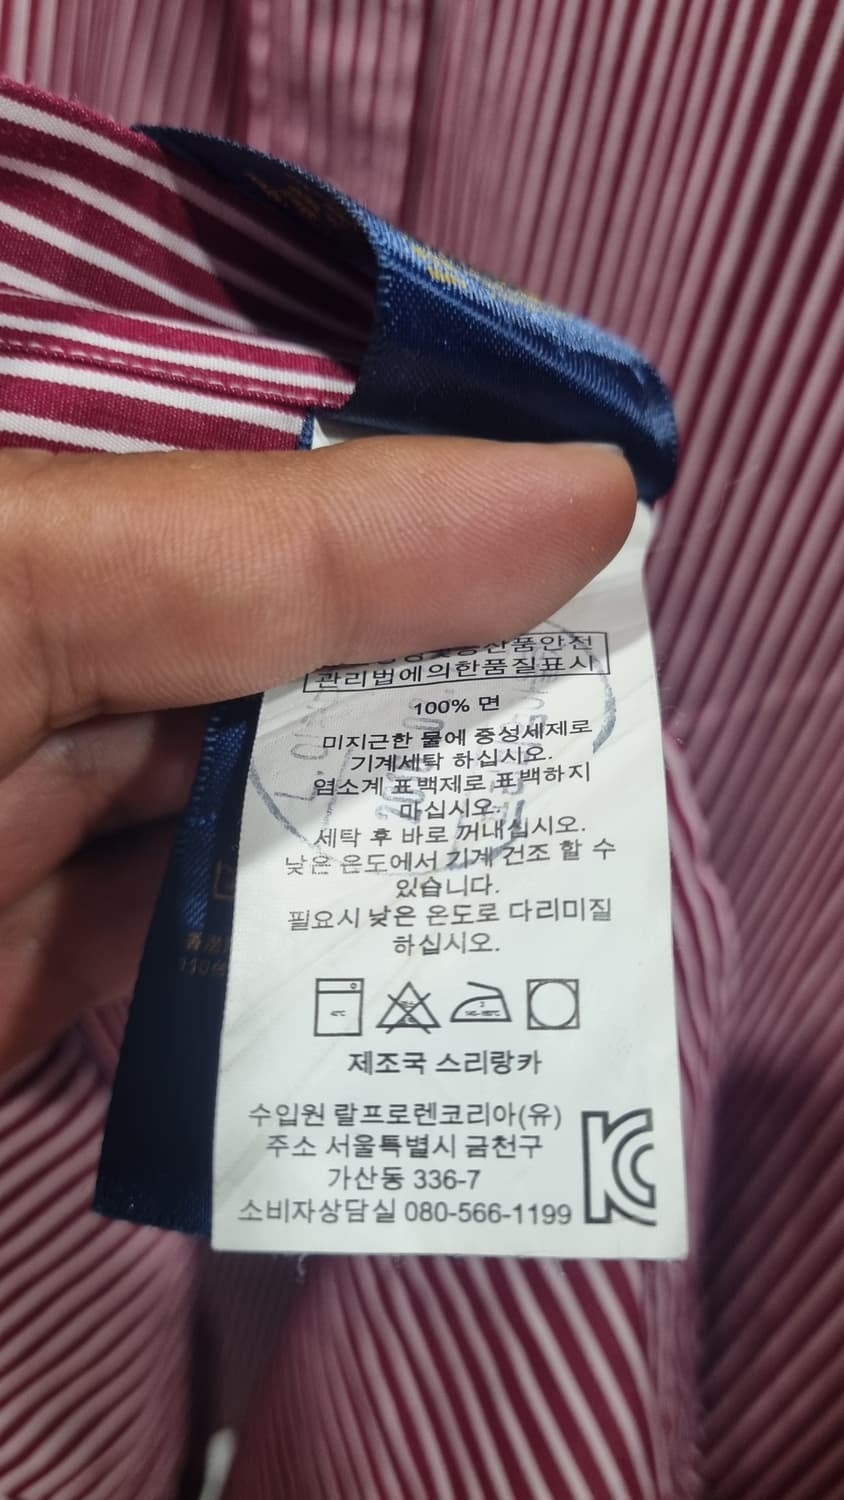 관리법에의한품질표시
100% 면
미지근한 물에 중성세제로
기계세탁 하십시오.
염소계 표백제로 표백하지
마십시오.
세탁 후 바로 꺼내십시오.
낮은 온도에서 기계 건조 할 수
있습니다.
필요시 낮은 온도로 다리미질
하십시오.
제조국 스리랑카
수입원 랄프로렌코리아(유)
주소 서울특별시 금천구
가산동 336-7
소비자상담실 080-566-1199